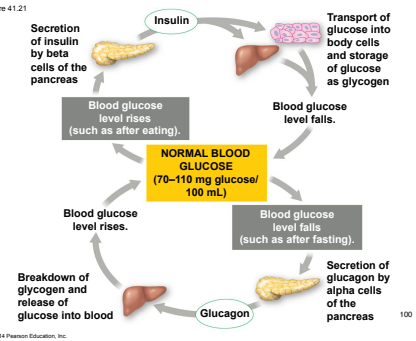 re 41.21
Insulin
Secretion
of insulin
by beta
cells of the
pancreas
Transport of
glucose into
body cells
and storage
of glucose
as glycogen
Blood glucose
level rises
(such as after eating).
Blood glucose
level falls.
NORMAL BLOOD
GLUCOSE
(70–110 mg glucose/
100 mL)
Blood glucose
level rises.
Blood glucose
level falls
(such as after fasting).
Breakdown of
glycogen and
release of
glucose into blood
Glucagon
Secretion of
glucagon by
alpha cells
of the
pancreas
100
14 Pearson Education, Inc.